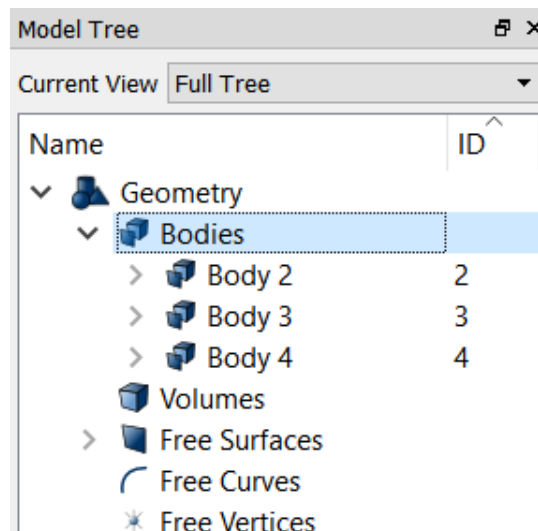 Model Tree
Current View Full Tree
Name ID
Geometry
Bodies
Body 2 2
Body 3 3
Body 4 4
Volumes
Free Surfaces
Free Curves
Free Vertices